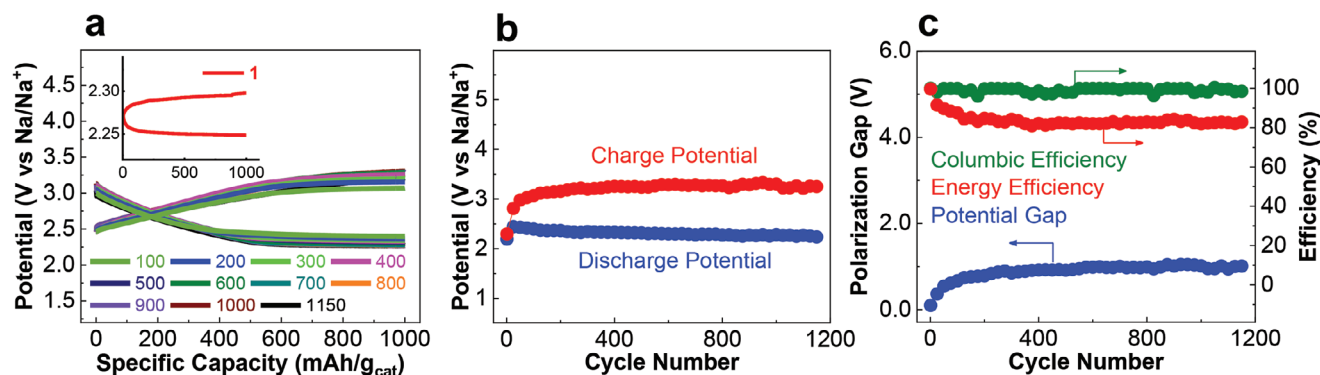 a
Potential (V vs Na/Na⁺)
4.5
4.0
3.5
3.0
2.5
2.0
1.5
1
2.30
2.25
0 500 1000
100 200 300 400
500 600 700 800
900 1000 1150
0 200 400 600 800 1000
Specific Capacity (mAh/g_cat)
b
Potential (V vs Na/Na⁺)
5
4
3
2
1
Charge Potential
Discharge Potential
0 400 800 1200
Cycle Number
c
Polarization Gap (V)
6.0
4.0
2.0
0.0
Columbic Efficiency
Energy Efficiency
Potential Gap
100
80
60
40
20
0
Efficiency (%)
0 400 800 1200
Cycle Number